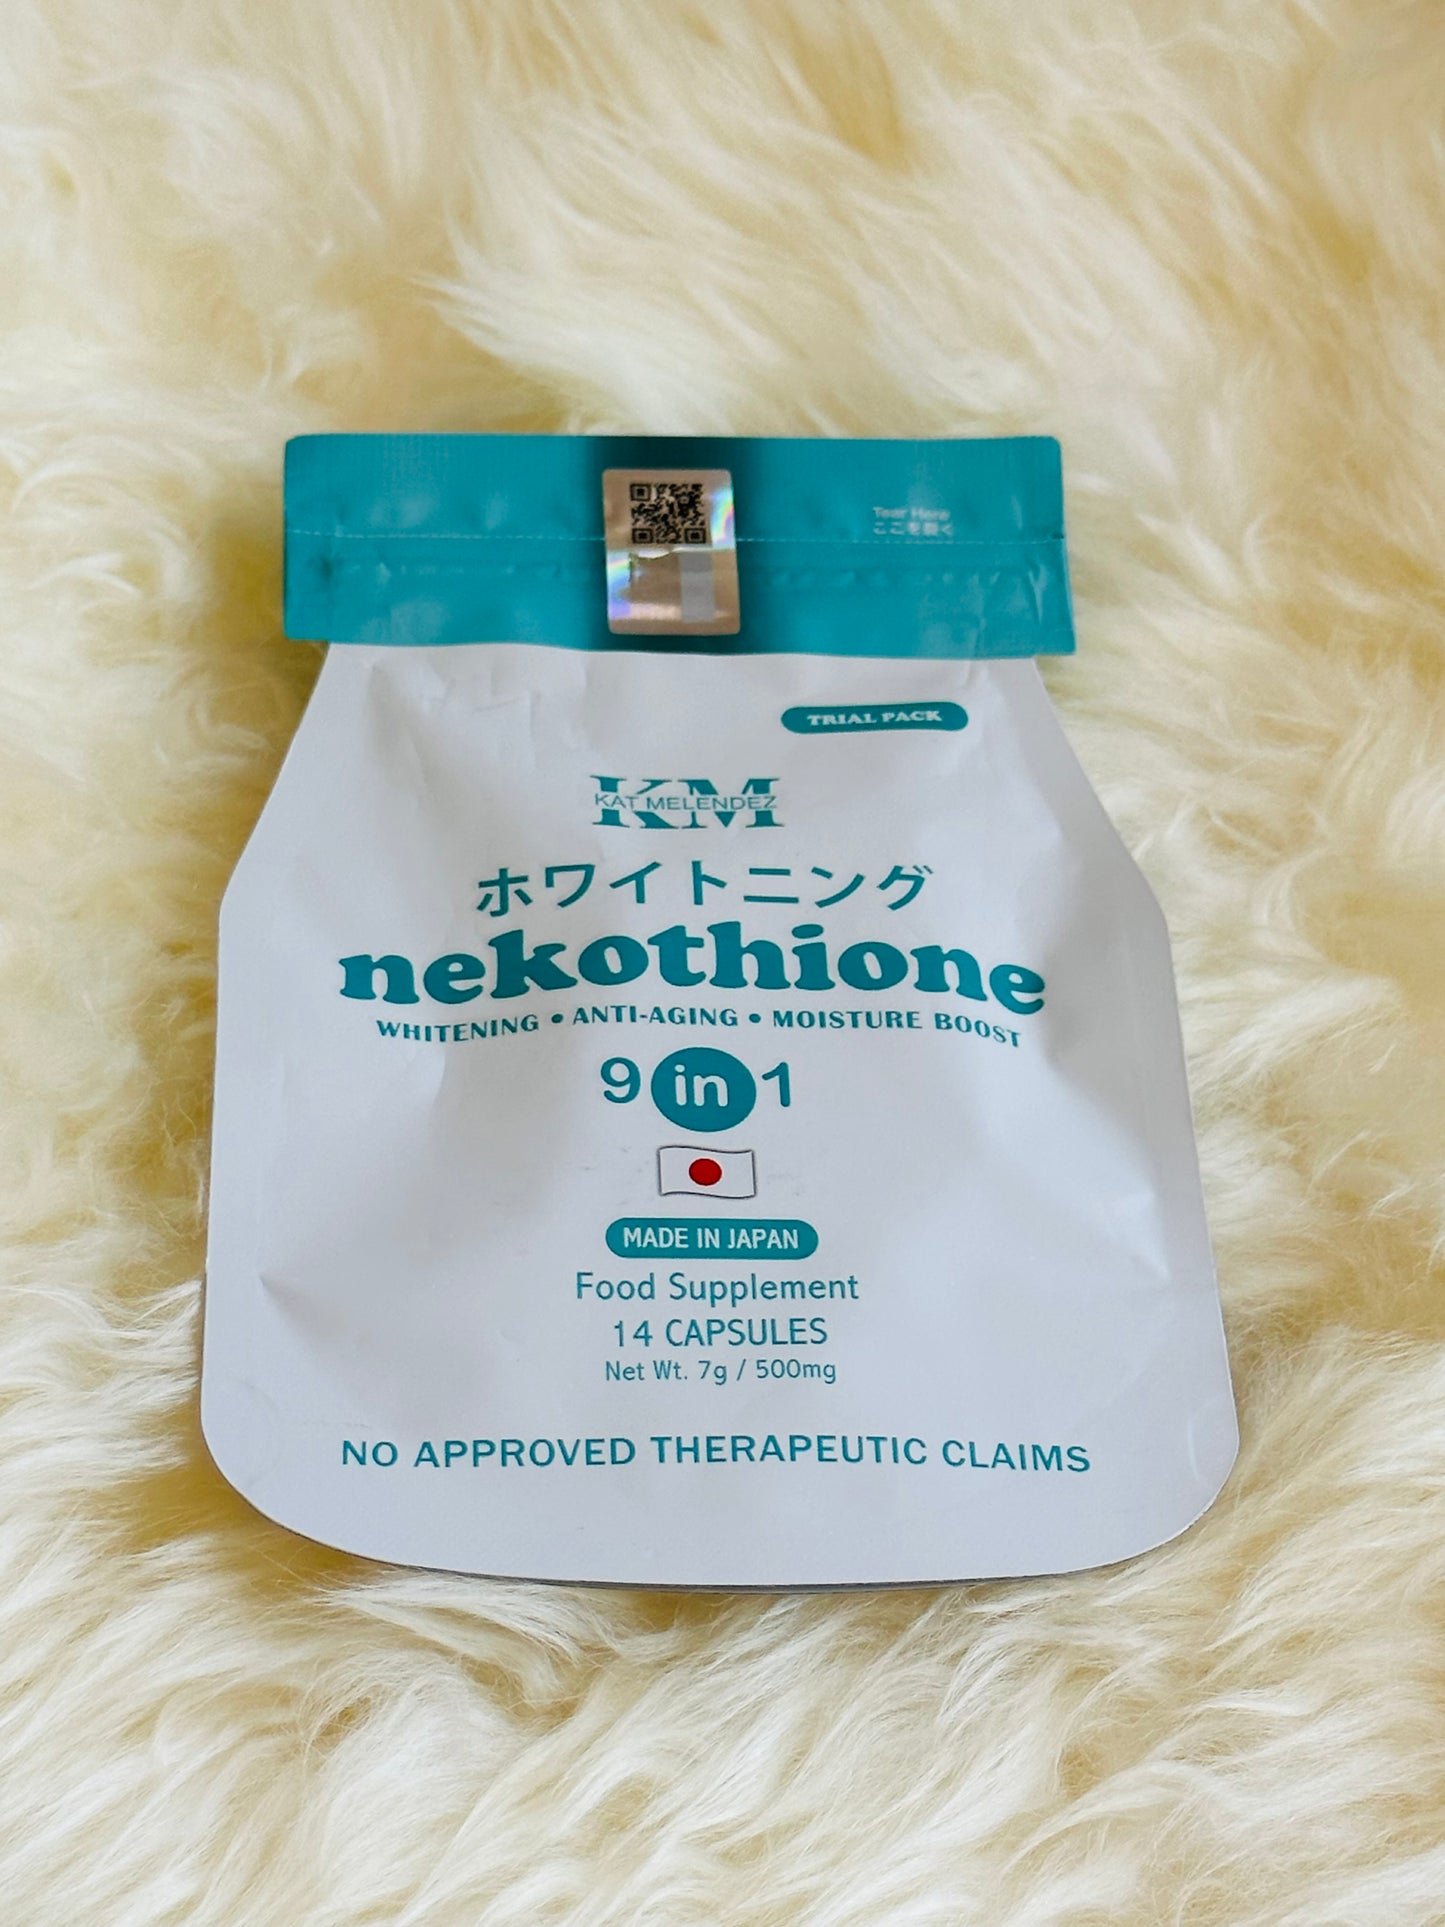 Tear Here
ここを裂く
TRIAL PACK
KM
KAT MELENDEZ
ホワイトニング
nekothione
WHITENING • ANTI-AGING • MOISTURE BOOST
9 in 1
MADE IN JAPAN
Food Supplement
14 CAPSULES
Net Wt. 7g / 500mg
NO APPROVED THERAPEUTIC CLAIMS